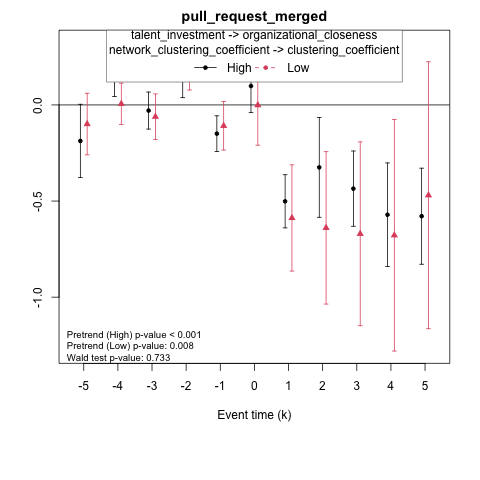 pull_request_merged
talent_investment -> organizational_closeness
network_clustering_coefficient -> clustering_coefficient
High Low
0.0
-0.5
-1.0
Pretrend (High) p-value < 0.001
Pretrend (Low) p-value: 0.008
Wald test p-value: 0.733
-5 -4 -3 -2 -1 0 1 2 3 4 5
Event time (k)